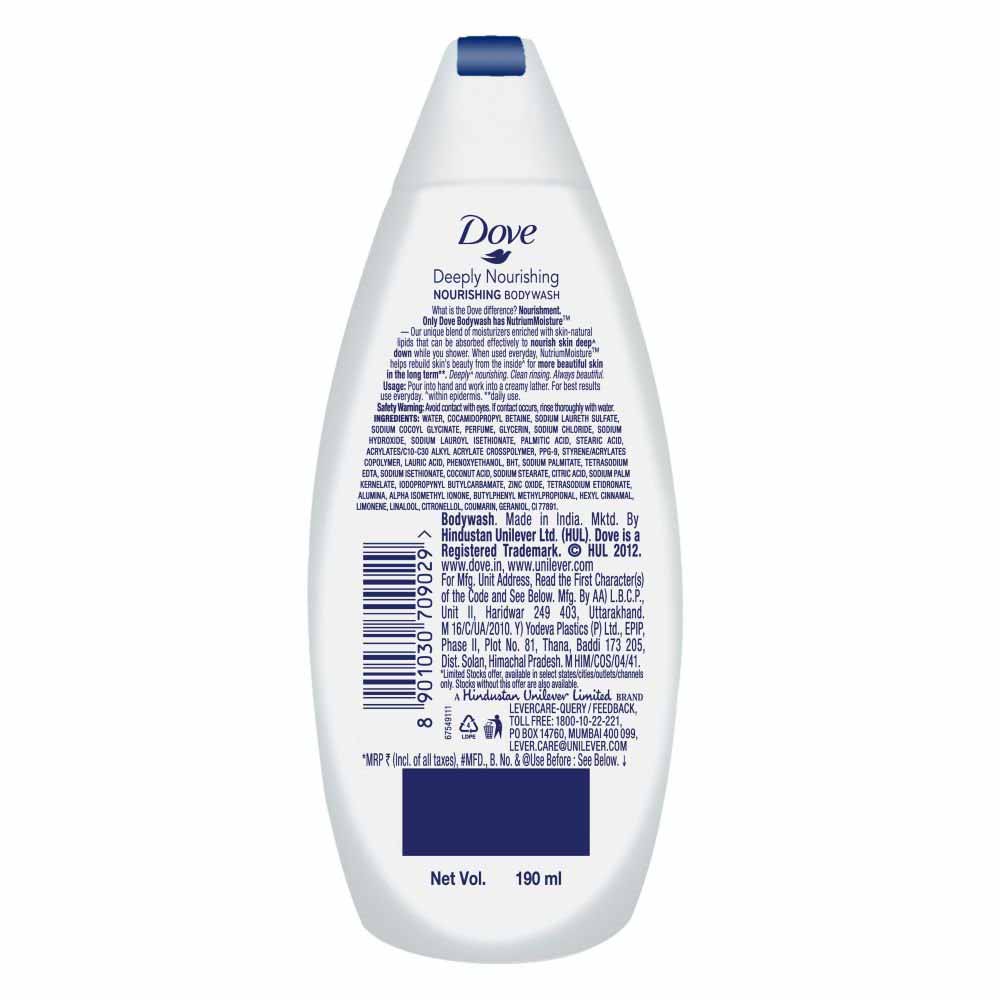 Dove
Deeply Nourishing
NOURISHING BODYWASH
What is the Dove difference? Nourishment.
Only Dove Bodywash has NutriumMoisture™
— Our unique blend of moisturizers enriched with skin-natural
lipids that can be absorbed effectively to nourish skin deep^
down while you shower. When used everyday, NutriumMoisture™
helps rebuild skin's beauty from the inside^ for more beautiful skin
in the long term**. Deeply^ nourishing. Clean rinsing. Always beautiful.
Usage: Pour into hand and work into a creamy lather. For best results
use everyday. ^within epidermis. **daily use.
Safety Warning: Avoid contact with eyes. If contact occurs, rinse thoroughly with water.
INGREDIENTS: WATER, COCAMIDOPROPYL BETAINE, SODIUM LAURETH SULFATE,
SODIUM COCOYL GLYCINATE, PERFUME, GLYCERIN, SODIUM CHLORIDE, SODIUM
HYDROXIDE, SODIUM LAUROYL ISETHIONATE, PALMITIC ACID, STEARIC ACID,
ACRYLATES/C10-C30 ALKYL ACRYLATE CROSSPOLYMER, PPG-9, STYRENE/ACRYLATES
COPOLYMER, LAURIC ACID, PHENOXYETHANOL, BHT, SODIUM PALMITATE, TETRASODIUM
EDTA, SODIUM ISETHIONATE, COCONUT ACID, SODIUM STEARATE, CITRIC ACID, SODIUM PALM
KERNELATE, IODOPROPYNYL BUTYLCARBAMATE, ZINC OXIDE, TETRASODIUM ETIDRONATE,
ALUMINA, ALPHA ISOMETHYL IONONE, BUTYLPHENYL METHYLPROPIONAL, HEXYL CINNAMAL,
LIMONENE, LINALOOL, CITRONELLOL, COUMARIN, GERANIOL, CI 77891.
Bodywash. Made in India. Mktd. By
Hindustan Unilever Ltd. (HUL). Dove is a
Registered Trademark. © HUL 2012.
www.dove.in, www.unilever.com
For Mfg. Unit Address, Read the First Character(s)
of the Code and See Below. Mfg. By AA) L.B.C.P.,
Unit II, Haridwar 249 403, Uttarakhand.
M 16/C/UA/2010. Y) Yodeva Plastics (P) Ltd., EPIP,
Phase II, Plot No. 81, Thana, Baddi 173 205,
Dist. Solan, Himachal Pradesh. M HIM/COS/04/41.
*Limited Stocks offer, available in select states/cities/outlets/channels
only. Stocks without this offer are also available.
A Hindustan Unilever Limited BRAND
8 901030 709029 >
67549111
LDPE
LEVERCARE-QUERY / FEEDBACK,
TOLL FREE: 1800-10-22-221,
PO BOX 14760, MUMBAI 400 099,
LEVER.CARE@UNILEVER.COM
*MRP ₹ (Incl. of all taxes), #MFD., B. No. & @Use Before : See Below. ↓
Net Vol. 190 ml